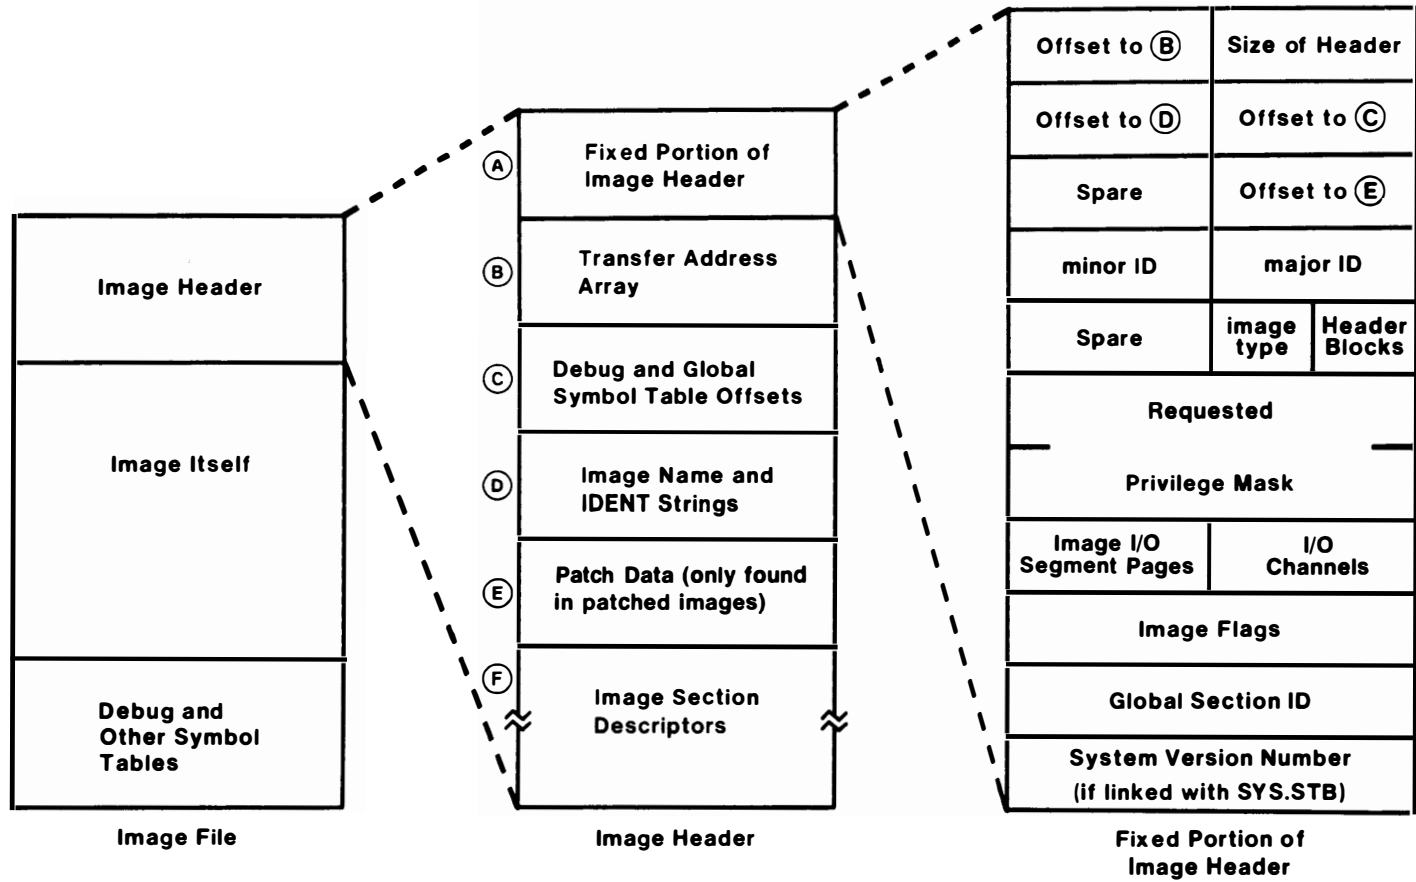 Image Header
Image Itself
Debug and
Other Symbol
Tables
Image File
A
Fixed Portion of
Image Header
B
Transfer Address
Array
C
Debug and Global
Symbol Table Offsets
D
Image Name and
IDENT Strings
E
Patch Data (only found
in patched images)
F
Image Section
Descriptors
Image Header
Offset to B
Size of Header
Offset to D
Offset to C
Spare
Offset to E
minor ID
major ID
Spare
image
type
Header
Blocks
Requested
Privilege Mask
Image I/O
Segment Pages
I/O
Channels
Image Flags
Global Section ID
System Version Number
(if linked with SYS.STB)
Fixed Portion of
Image Header